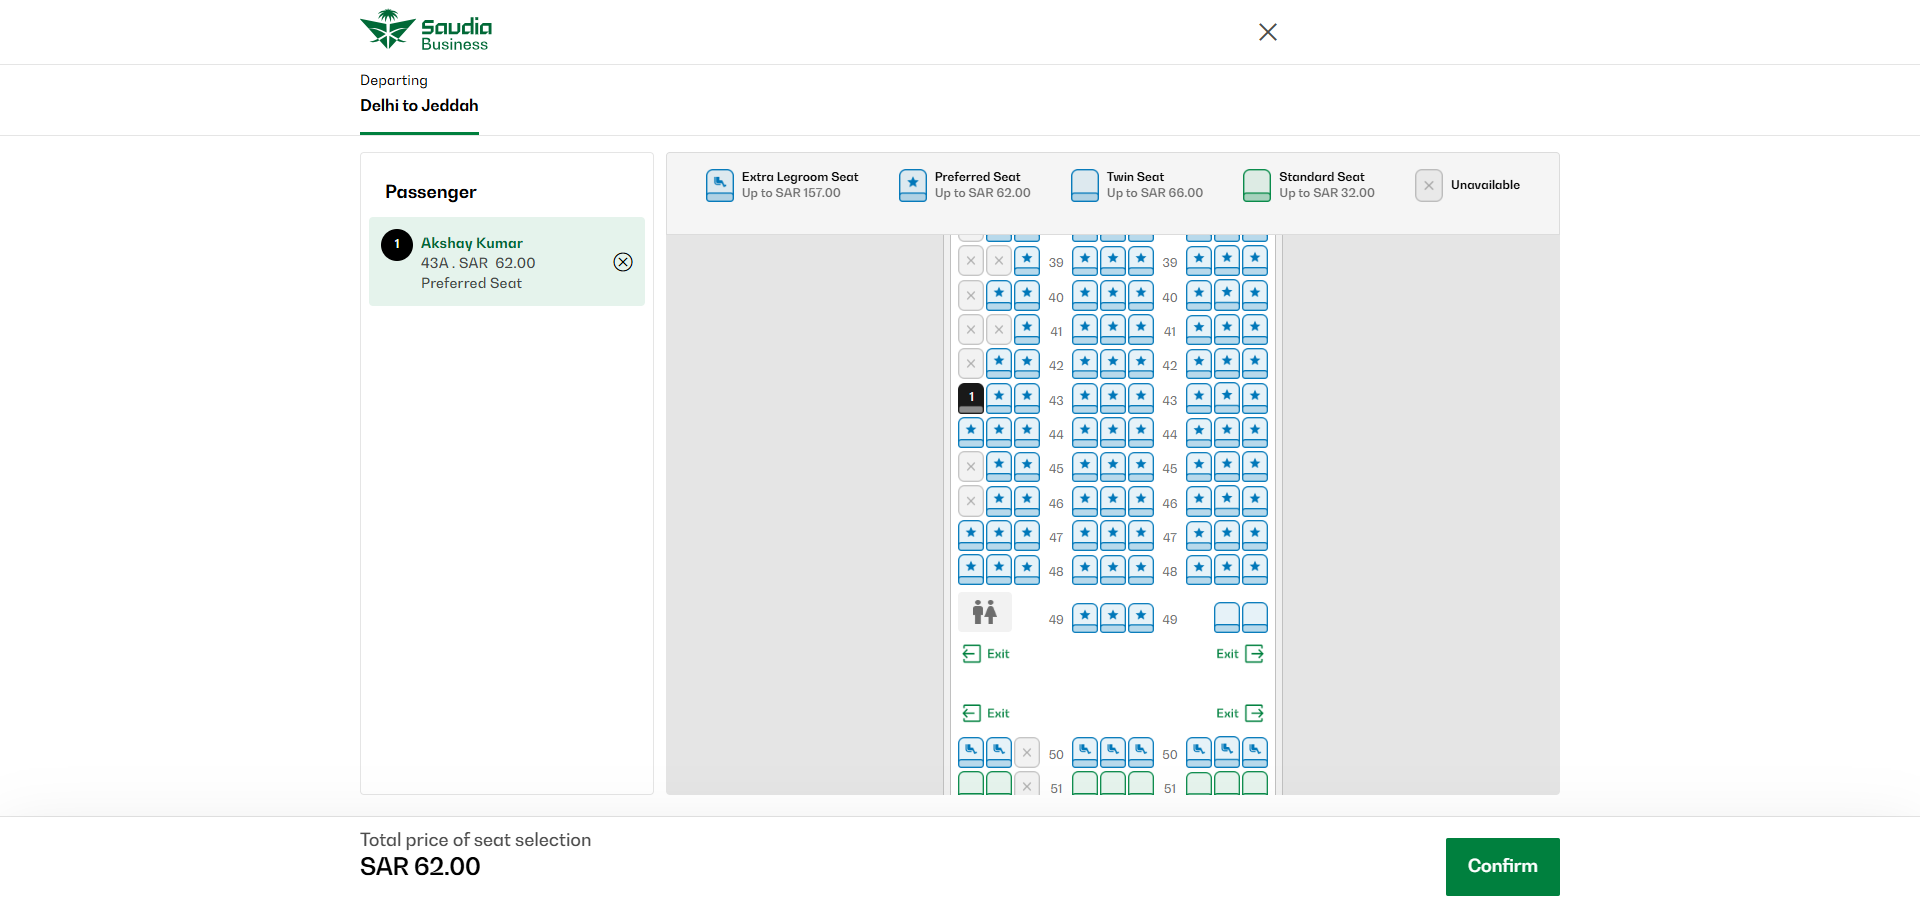 Saudia
Business
Departing
Delhi to Jeddah
Passenger
1
Akshay Kumar
43A . SAR 62.00
Preferred Seat
Extra Legroom Seat
Up to SAR 157.00
Preferred Seat
Up to SAR 62.00
Twin Seat
Up to SAR 66.00
Standard Seat
Up to SAR 32.00
Unavailable
39 39
40 40
41 41
42 42
1 43 43
44 44
45 45
46 46
47 47
48 48
49 49
Exit Exit
Exit Exit
50 50
51 51
Total price of seat selection
SAR 62.00
Confirm